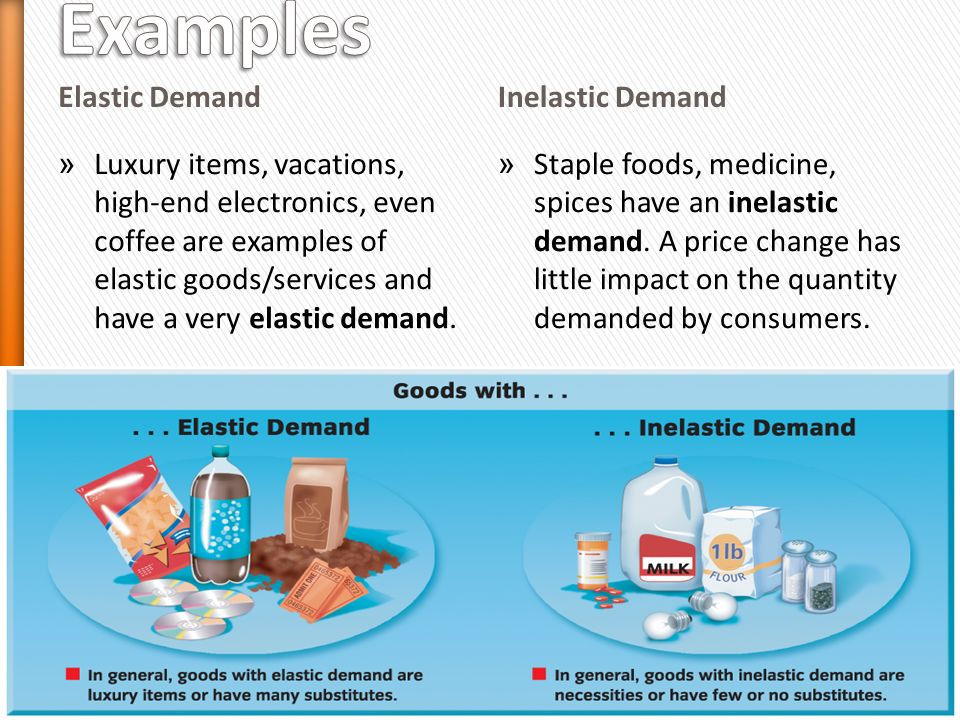 Examples
Elastic Demand
» Luxury items, vacations,
high-end electronics, even
coffee are examples of
elastic goods/services and
have a very elastic demand.
Inelastic Demand
» Staple foods, medicine,
spices have an inelastic
demand. A price change has
little impact on the quantity
demanded by consumers.
Goods with . . .
. . . Elastic Demand
ADMIT ONE
0465372
0465372
■ In general, goods with elastic demand are
luxury items or have many substitutes.
. . . Inelastic Demand
MILK
1lb
FLOUR
■ In general, goods with inelastic demand are
necessities or have few or no substitutes.